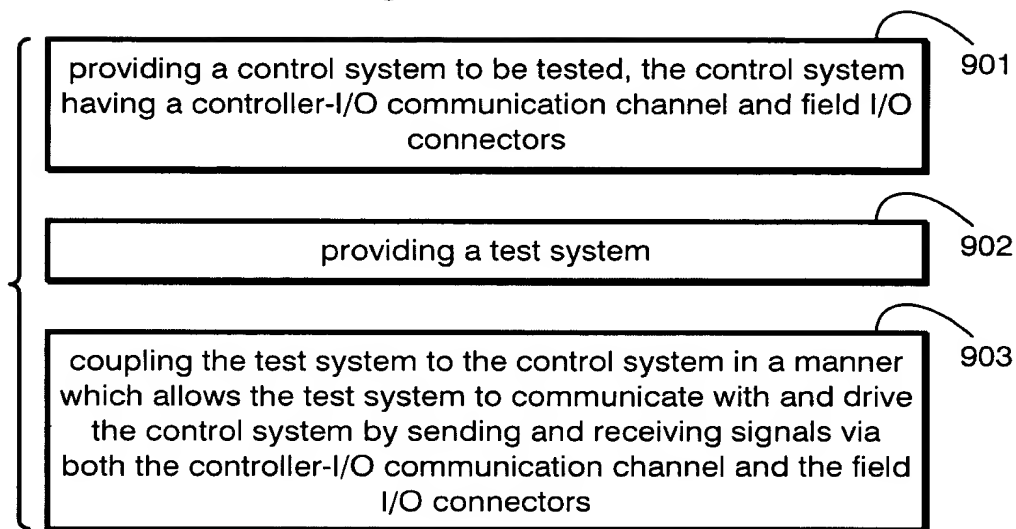 901
providing a control system to be tested, the control system
having a controller-I/O communication channel and field I/O
connectors
902
providing a test system
903
coupling the test system to the control system in a manner
which allows the test system to communicate with and drive
the control system by sending and receiving signals via
both the controller-I/O communication channel and the field
I/O connectors